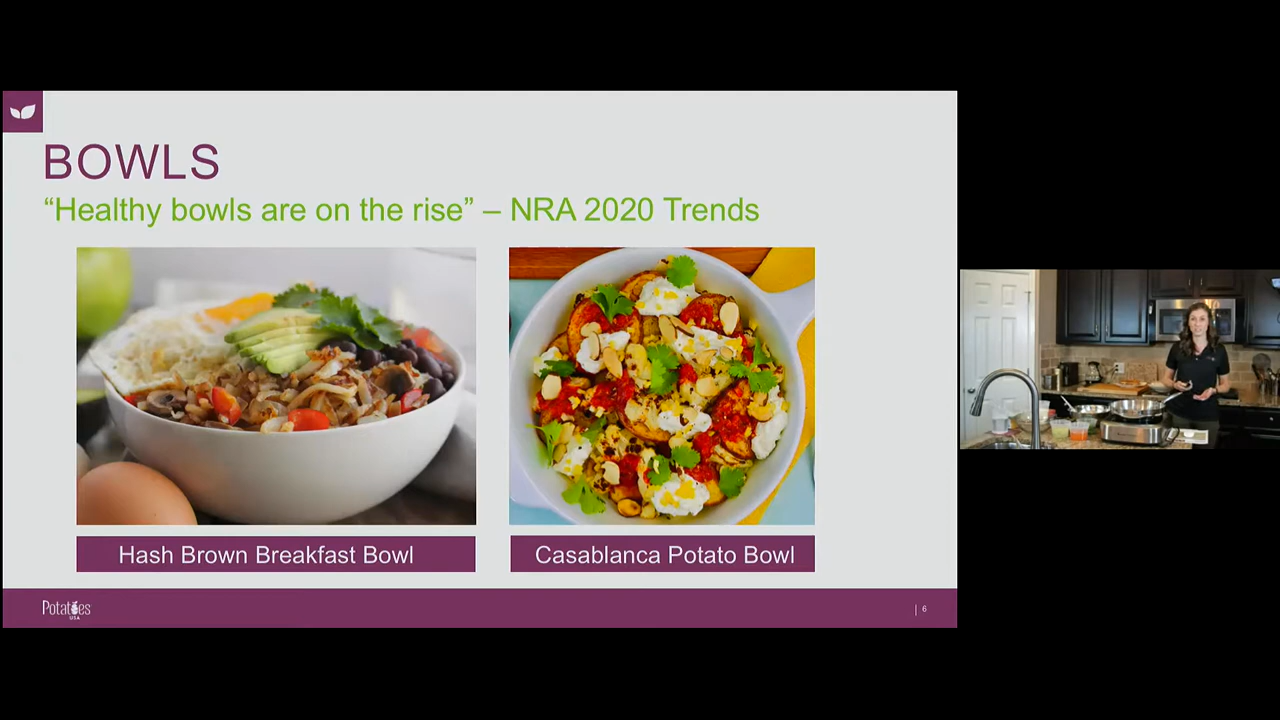 BOWLS
“Healthy bowls are on the rise” – NRA 2020 Trends
Hash Brown Breakfast Bowl
Casablanca Potato Bowl
Potatoes
USA
| 6